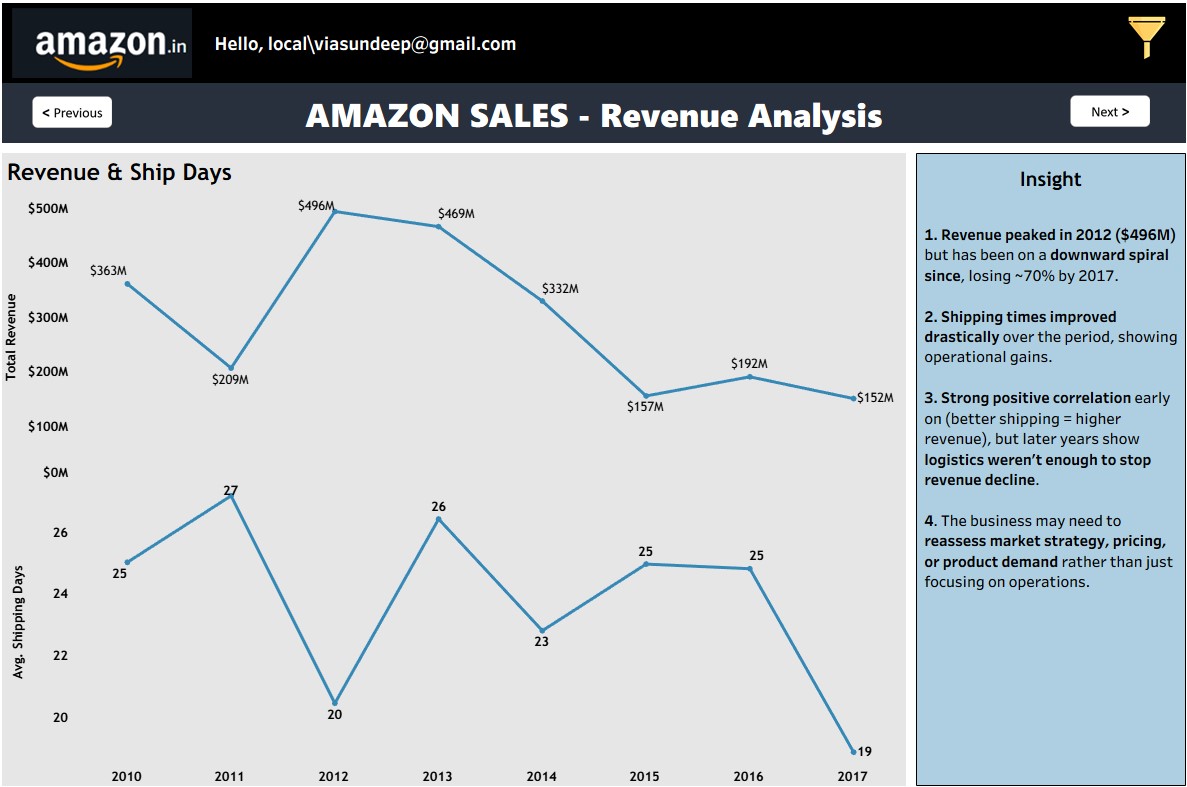 amazon.in
Hello, local\viasundeep@gmail.com
< Previous
AMAZON SALES - Revenue Analysis
Next >
Revenue & Ship Days
Total Revenue
$500M
$400M
$300M
$200M
$100M
$0M
$363M
$209M
$496M
$469M
$332M
$157M
$192M
$152M
Avg. Shipping Days
26
24
22
20
25
27
20
26
23
25
25
19
2010
2011
2012
2013
2014
2015
2016
2017
Insight
1. Revenue peaked in 2012 ($496M)
but has been on a downward spiral
since, losing ~70% by 2017.
2. Shipping times improved
drastically over the period, showing
operational gains.
3. Strong positive correlation early
on (better shipping = higher
revenue), but later years show
logistics weren't enough to stop
revenue decline.
4. The business may need to
reassess market strategy, pricing,
or product demand rather than just
focusing on operations.